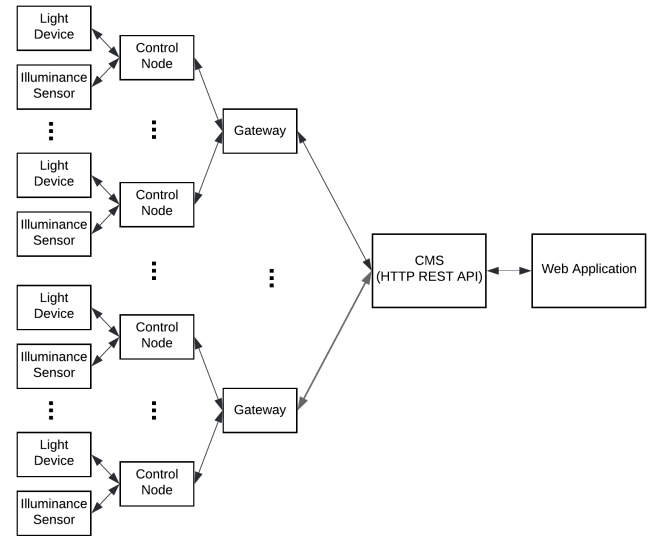 Light
Device
Illuminance
Sensor
Control
Node
Light
Device
Illuminance
Sensor
Control
Node
Gateway
Light
Device
Illuminance
Sensor
Control
Node
Light
Device
Illuminance
Sensor
Control
Node
Gateway
CMS
(HTTP REST API)
Web Application